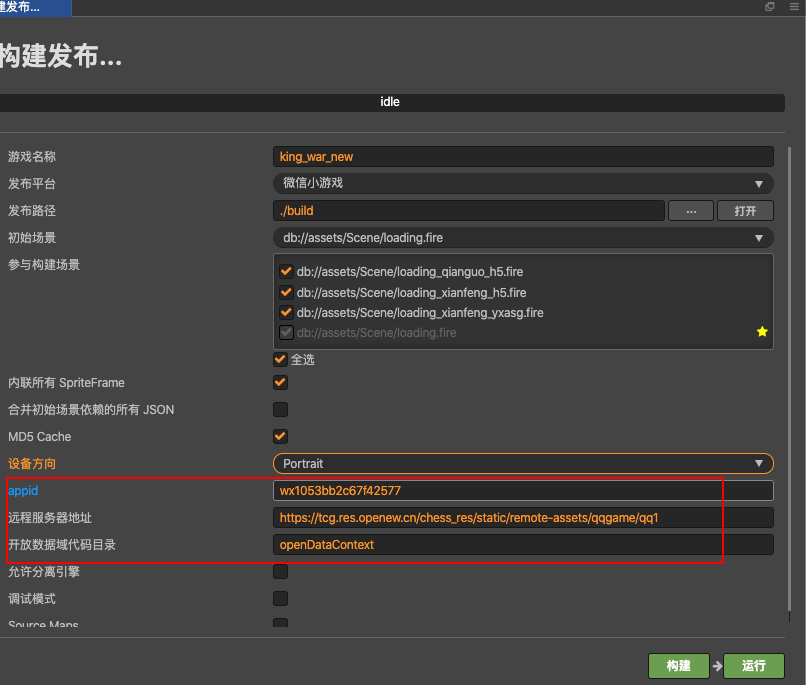 建发布...
构建发布...
idle
游戏名称 king_war_new
发布平台 微信小游戏
发布路径 ./build ... 打开
初始场景 db://assets/Scene/loading.fire
参与构建场景 db://assets/Scene/loading_qianguo_h5.fire
db://assets/Scene/loading_xianfeng_h5.fire
db://assets/Scene/loading_xianfeng_yxasg.fire
db://assets/Scene/loading.fire
全选
内联所有 SpriteFrame
合并初始场景依赖的所有 JSON
MD5 Cache
设备方向 Portrait
appid wx1053bb2c67f42577
远程服务器地址 https://tcg.res.openew.cn/chess_res/static/remote-assets/qqgame/qq1
开放数据域代码目录 openDataContext
允许分离引擎
调试模式
Source Maps
构建 运行